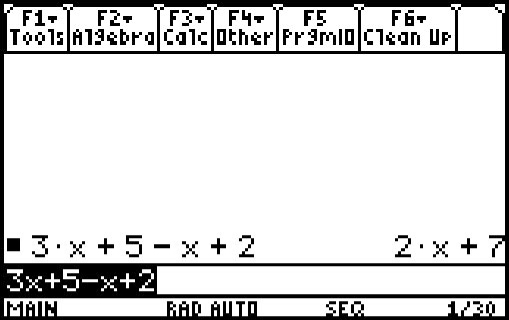 F1▾ F2▾ F3▾ F4▾ F5 F6▾
Tools Algebra Calc Other PrgmIO Clean Up
▪ 3·x + 5 - x + 2 2·x + 7
3x+5-x+2
MAIN RAD AUTO SEQ 1/30